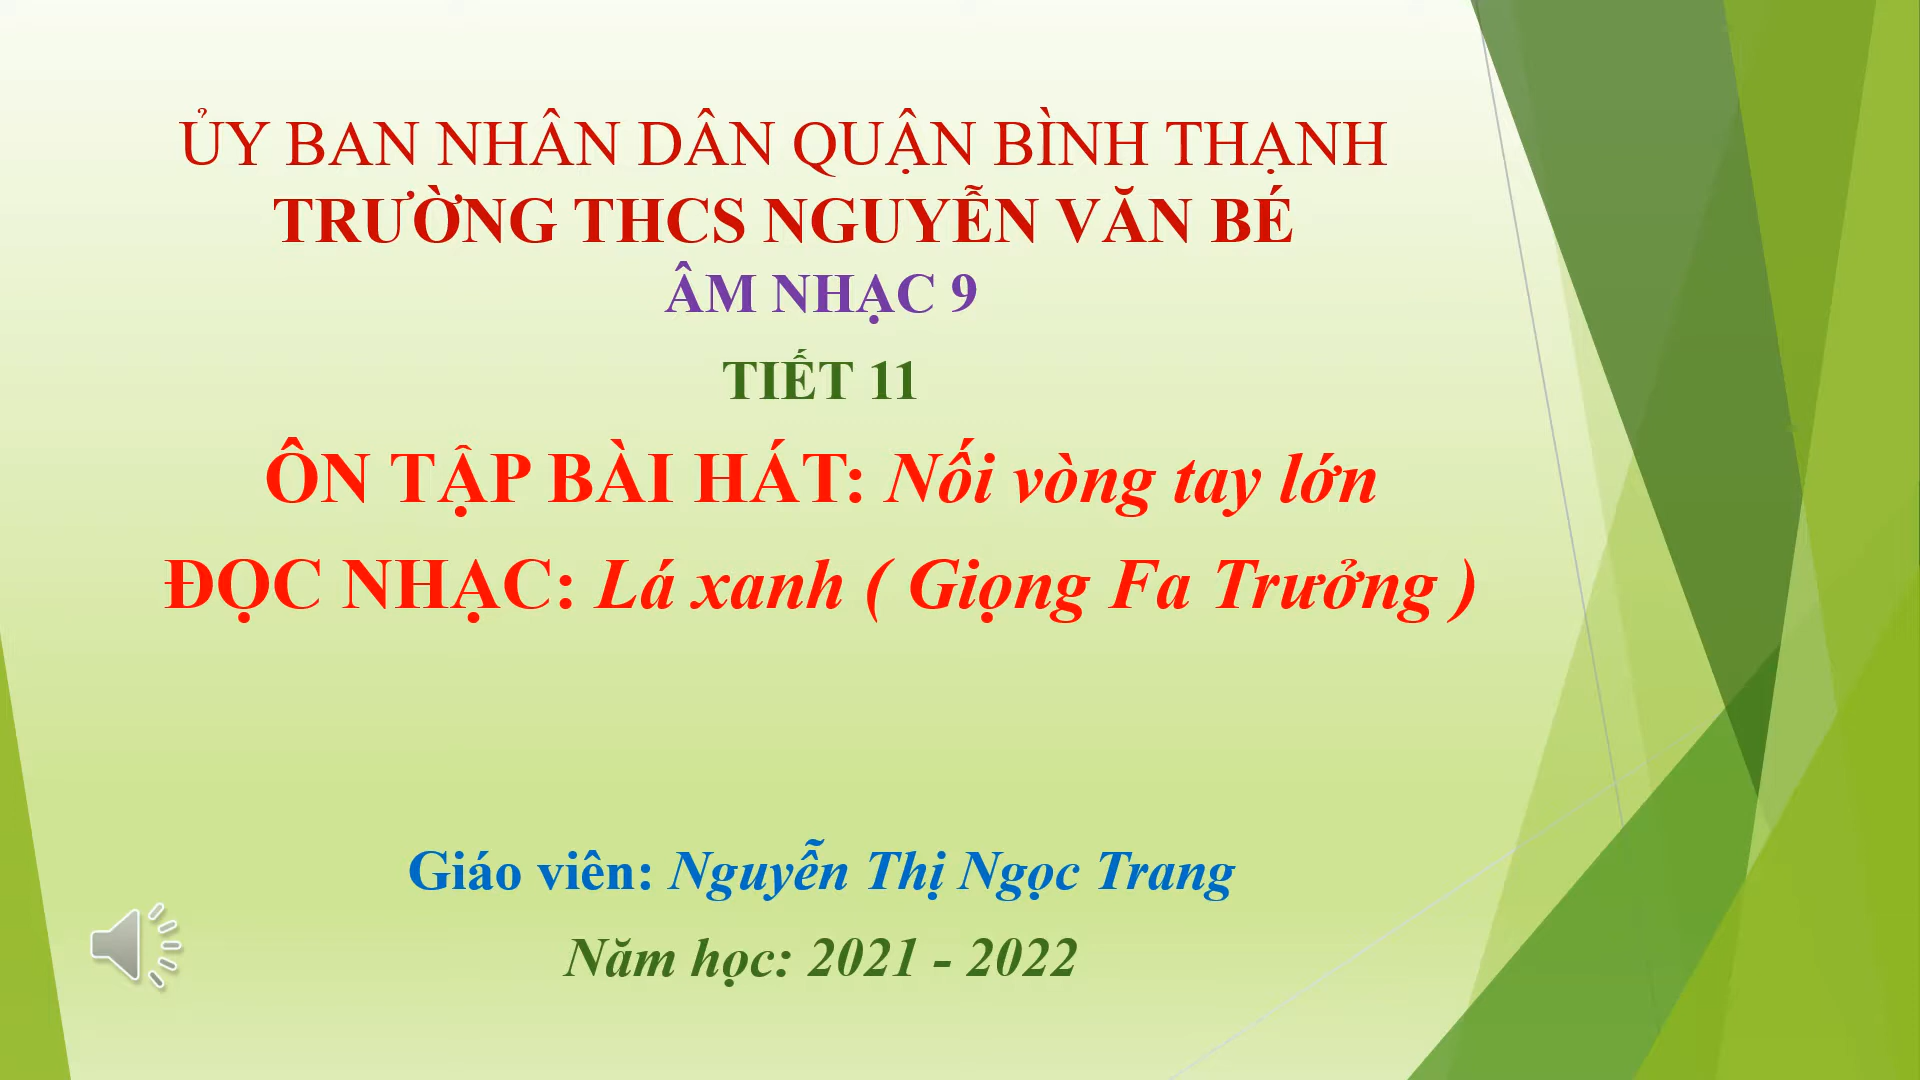 ỦY BAN NHÂN DÂN QUẬN BÌNH THẠNH
TRƯỜNG THCS NGUYỄN VĂN BÉ
ÂM NHẠC 9
TIẾT 11
ÔN TẬP BÀI HÁT: Nối vòng tay lớn
ĐỌC NHẠC: Lá xanh ( Giọng Fa Trưởng )
Giáo viên: Nguyễn Thị Ngọc Trang
Năm học: 2021 - 2022